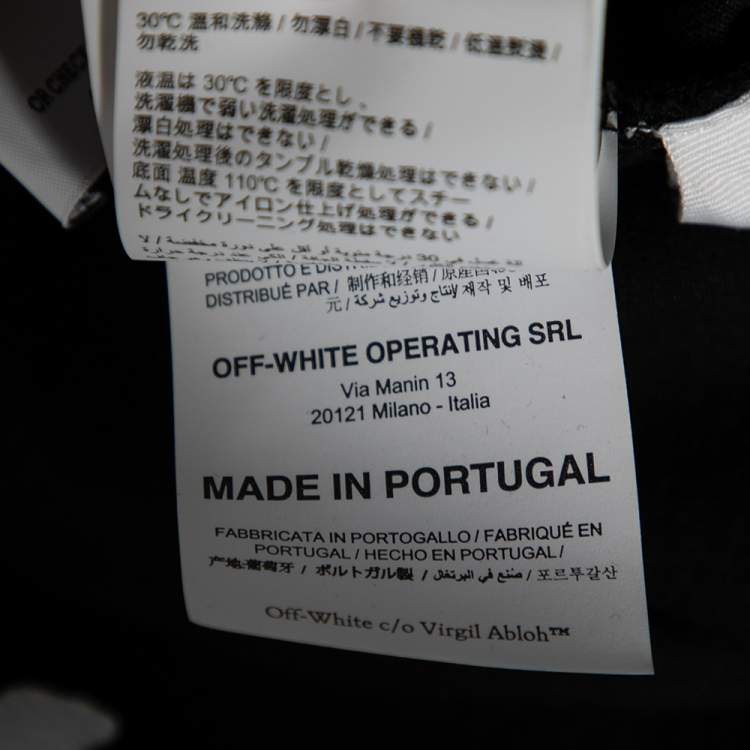 30℃ 溫和洗滌 / 勿漂白 / 不要攪乾 / 低溫熨燙 /
勿乾洗
液温は 30℃ を限度とし、
洗濯機で弱い洗濯処理ができる /
漂白処理はできない /
洗濯処理後のタンブル乾燥処理はできない /
底面 温度 110℃ を限度としてスチー
ムなしでアイロン仕上げ処理ができる /
ドライクリーニング処理はできない
PRODOTTO E
DISTRIBUÉ PAR / 制作和经销 /
元 / إنتاج وتوزيع شركة / 제작 및 배포
OFF-WHITE OPERATING SRL
Via Manin 13
20121 Milano - Italia
MADE IN PORTUGAL
FABBRICATA IN PORTOGALLO / FABRIQUÉ EN
PORTUGAL / HECHO EN PORTUGAL /
产地葡萄牙 / ポルトガル製 / صنع في البرتغال / 포르투갈산
Off-White c/o Virgil Abloh™